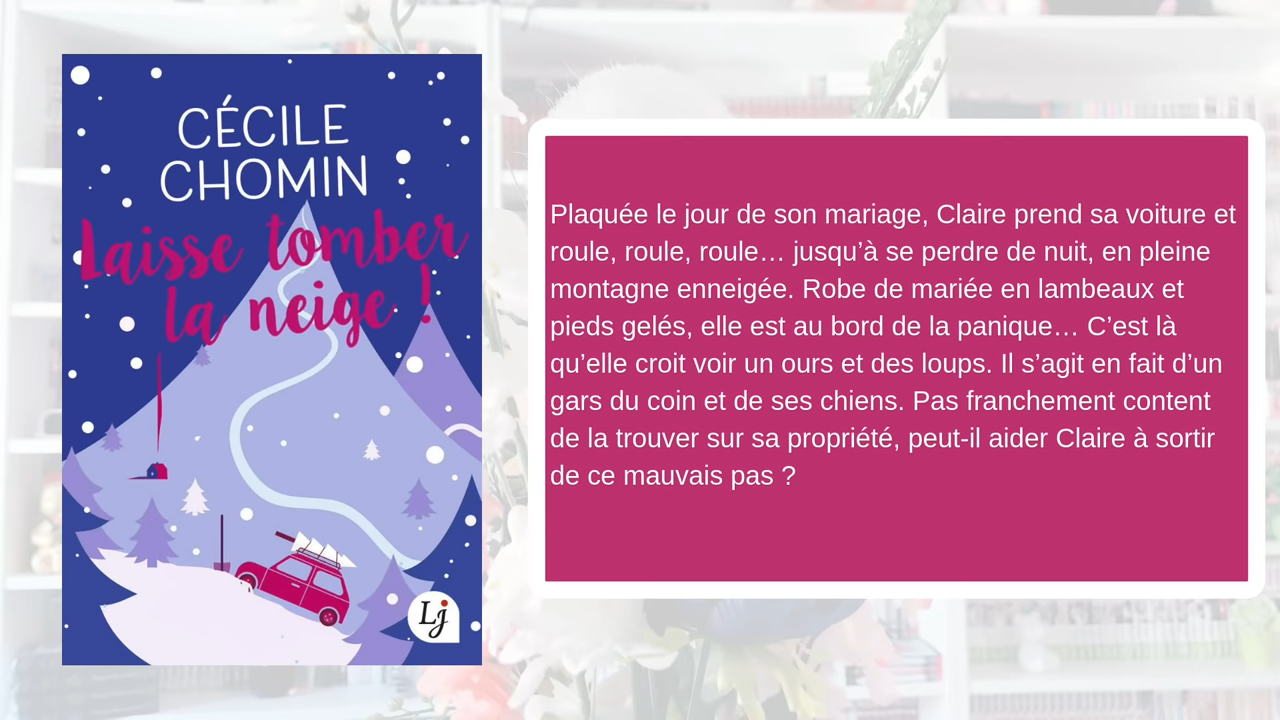 CÉCILE
CHOMIN
Laisse tomber
la neige !
Lj
Plaquée le jour de son mariage, Claire prend sa voiture et
roule, roule, roule… jusqu’à se perdre de nuit, en pleine
montagne enneigée. Robe de mariée en lambeaux et
pieds gelés, elle est au bord de la panique… C’est là
qu’elle croit voir un ours et des loups. Il s’agit en fait d’un
gars du coin et de ses chiens. Pas franchement content
de la trouver sur sa propriété, peut-il aider Claire à sortir
de ce mauvais pas ?